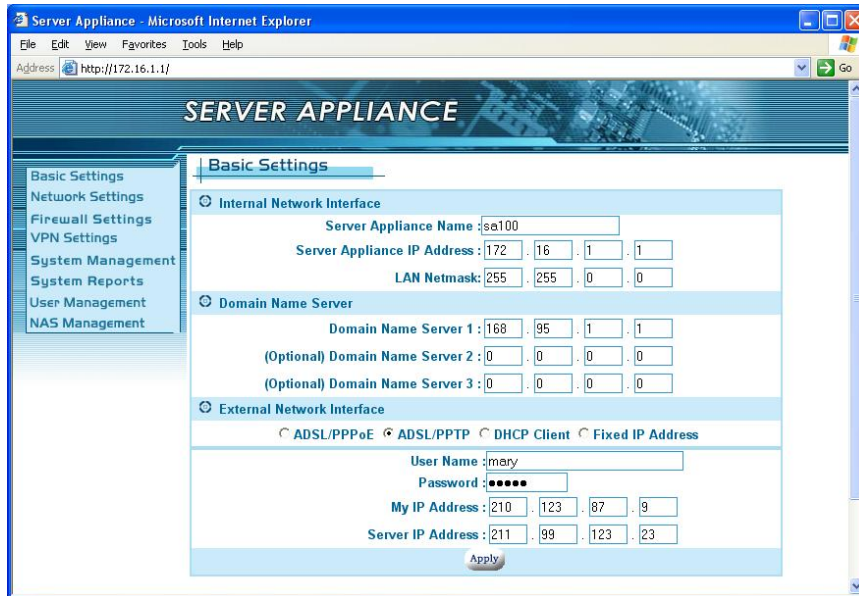 Server Appliance - Microsoft Internet Explorer
File Edit View Favorites Tools Help
Address http://172.16.1.1/ Go
SERVER APPLIANCE
Basic Settings
Network Settings
Firewall Settings
VPN Settings
System Management
System Reports
User Management
NAS Management
Basic Settings
Internal Network Interface
Server Appliance Name : sa100
Server Appliance IP Address : 172 . 16 . 1 . 1
LAN Netmask: 255 . 255 . 0 . 0
Domain Name Server
Domain Name Server 1 : 168 . 95 . 1 . 1
(Optional) Domain Name Server 2 : 0 . 0 . 0 . 0
(Optional) Domain Name Server 3 : 0 . 0 . 0 . 0
External Network Interface
ADSL/PPPoE ADSL/PPTP DHCP Client Fixed IP Address
User Name : mary
Password : •••••
My IP Address : 210 . 123 . 87 . 9
Server IP Address : 211 . 99 . 123 . 23
Apply